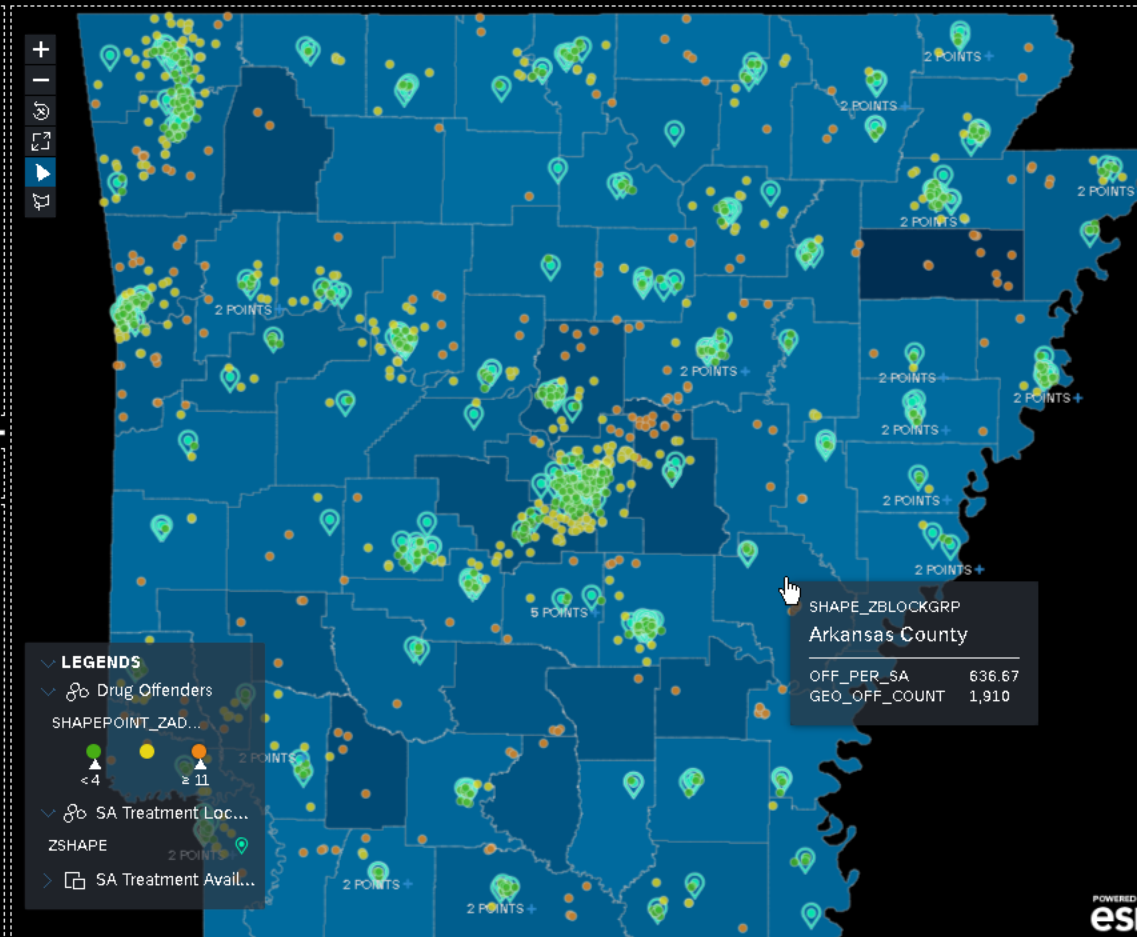 +
−
2 POINTS +
2 POINTS +
2 POINTS
2 POINTS +
2 POINTS +
2 POINTS +
2 POINTS +
2 POINTS +
2 POINTS +
2 POINTS +
2 POINTS +
5 POINTS +
SHAPE_ZBLOCKGRP
Arkansas County
OFF_PER_SA 636.67
GEO_OFF_COUNT 1,910
LEGENDS
Drug Offenders
SHAPEPOINT_ZAD...
< 4 ≥ 11
2 POINTS
SA Treatment Loc...
ZSHAPE
2 POINTS +
SA Treatment Avail...
2 POINTS +
2 POINTS +
POWERED
es